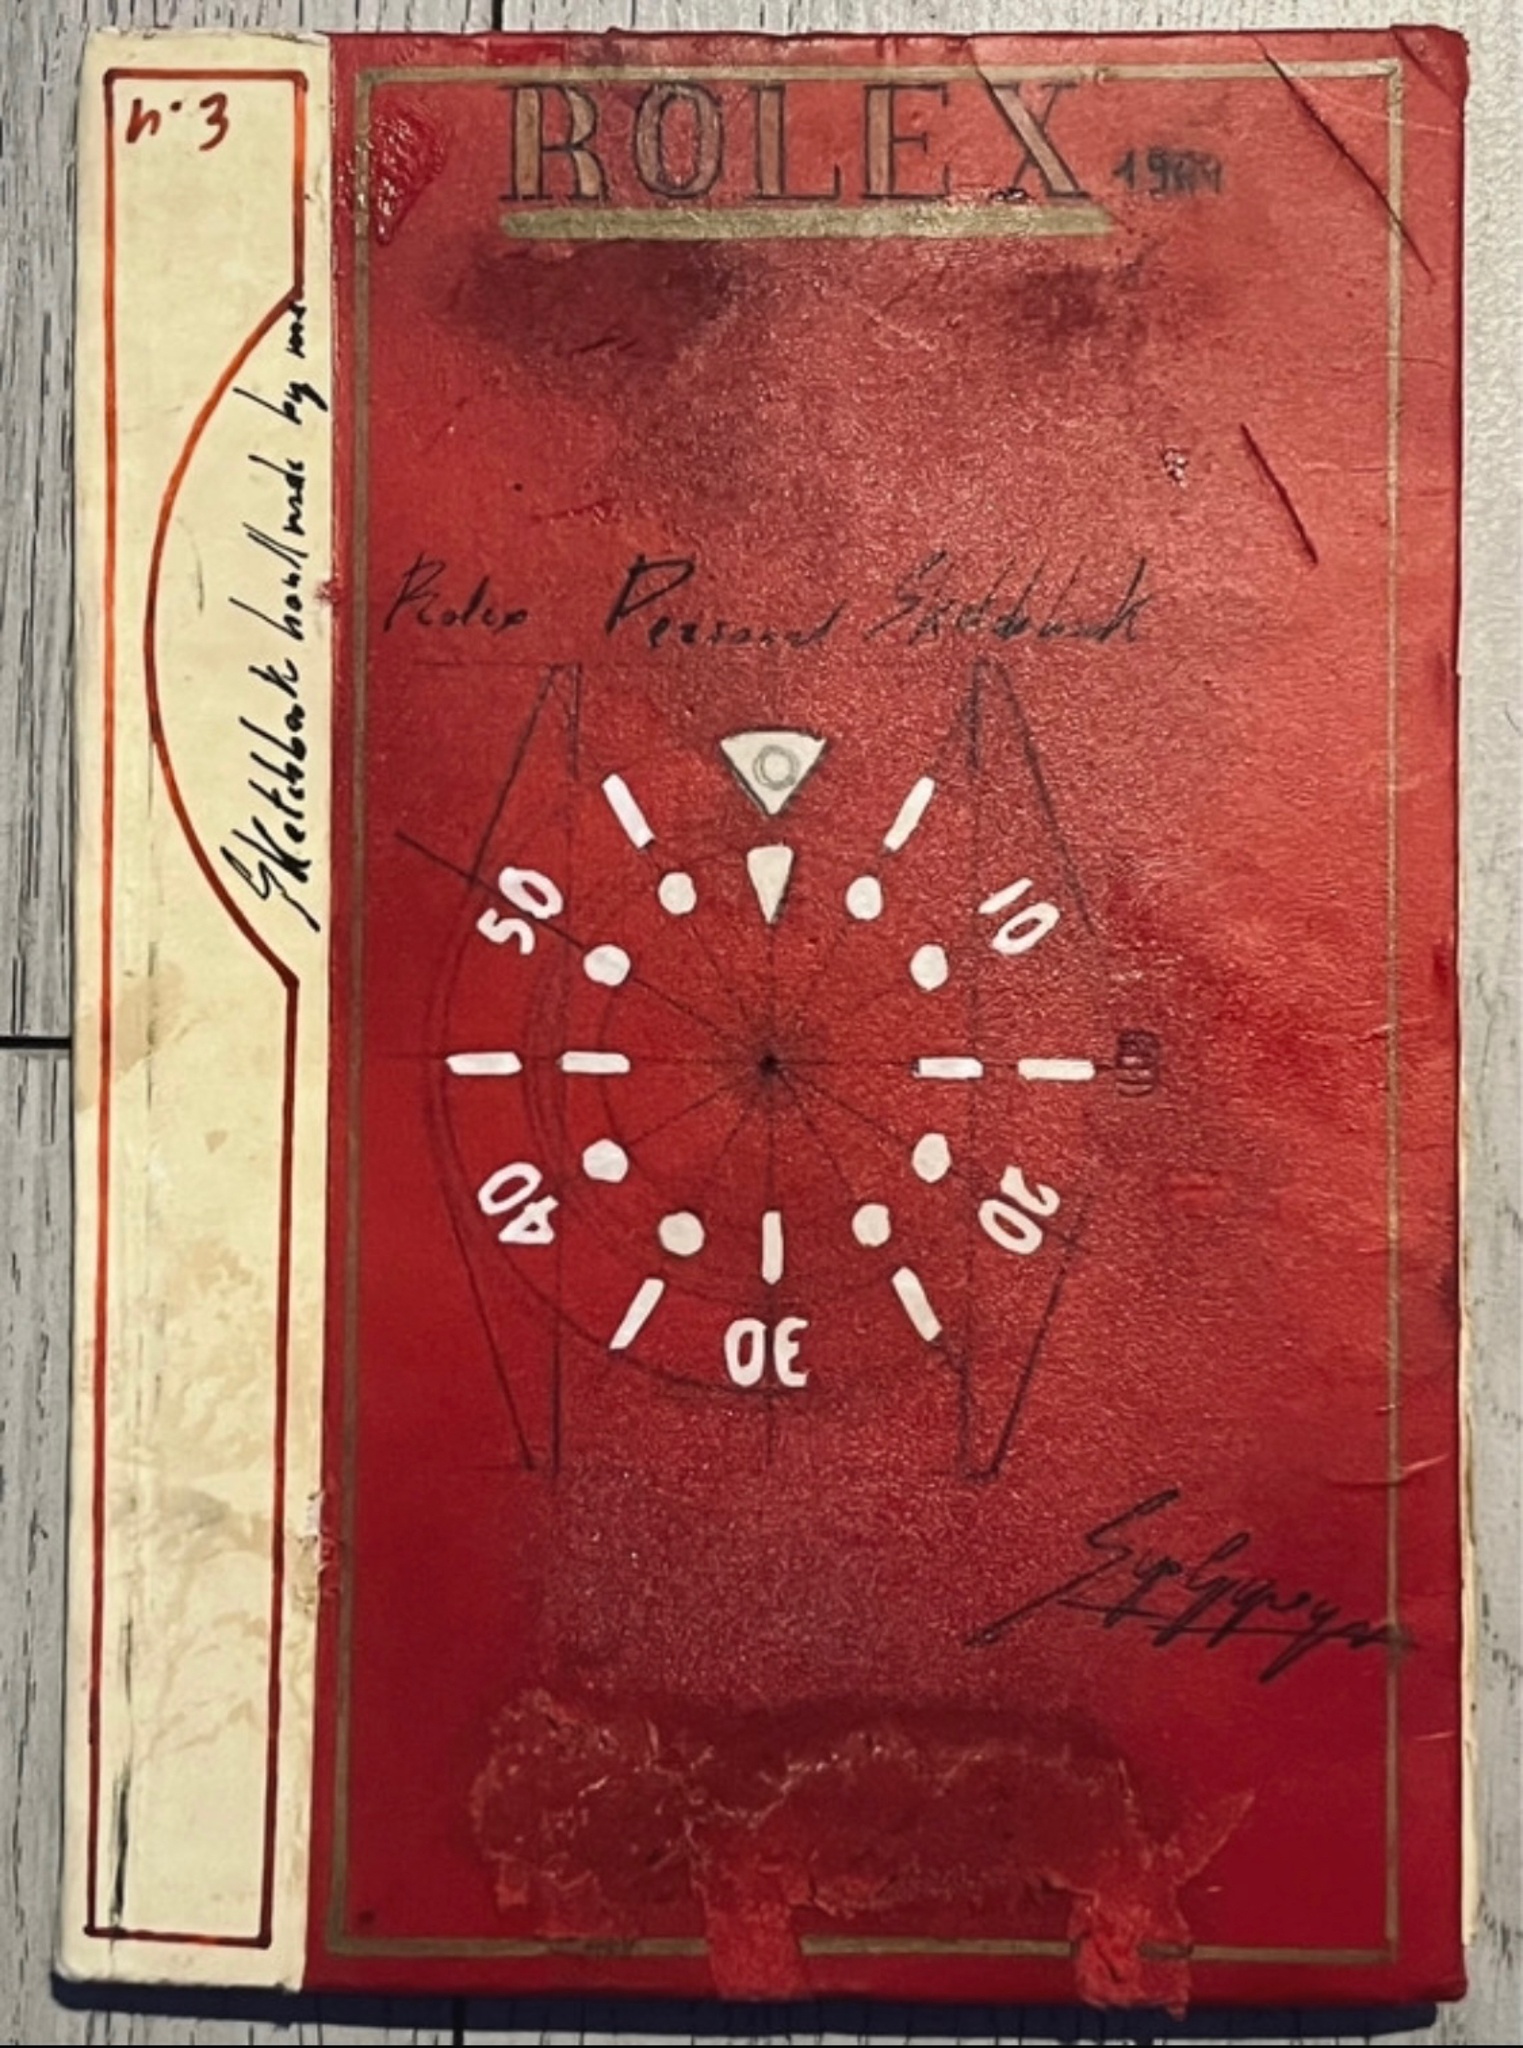 n. 3
Sketchbook handmade by me
ROLEX
Rolex Personal Sketchbook
50
10
40
20
30